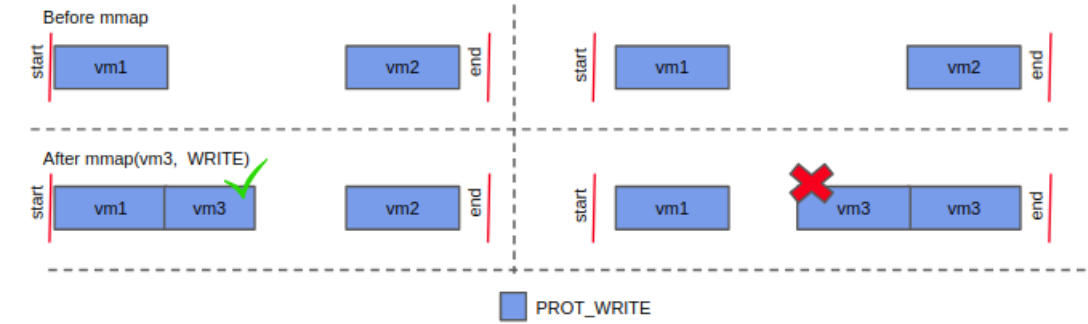 Before mmap
start vm1 vm2 end
start vm1 vm2 end
After mmap(vm3, WRITE)
start vm1 vm3 vm2 end
start vm1 vm3 vm3 end
PROT_WRITE